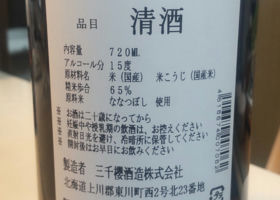 品目 清酒
内容量 720ML
アルコール分 15度
原材料名 米(国産) 米こうじ(国産米)
精米歩合 65%
原料米 ななつぼし 使用
お酒は二十歳になってから
妊娠中や授乳期の飲酒は、お控えください
直射日光を避け、冷暗所に保管してください
開封後はお早目にお飲みください。
製造者 三千櫻酒造株式会社
北海道上川郡東川町西2号北23番地